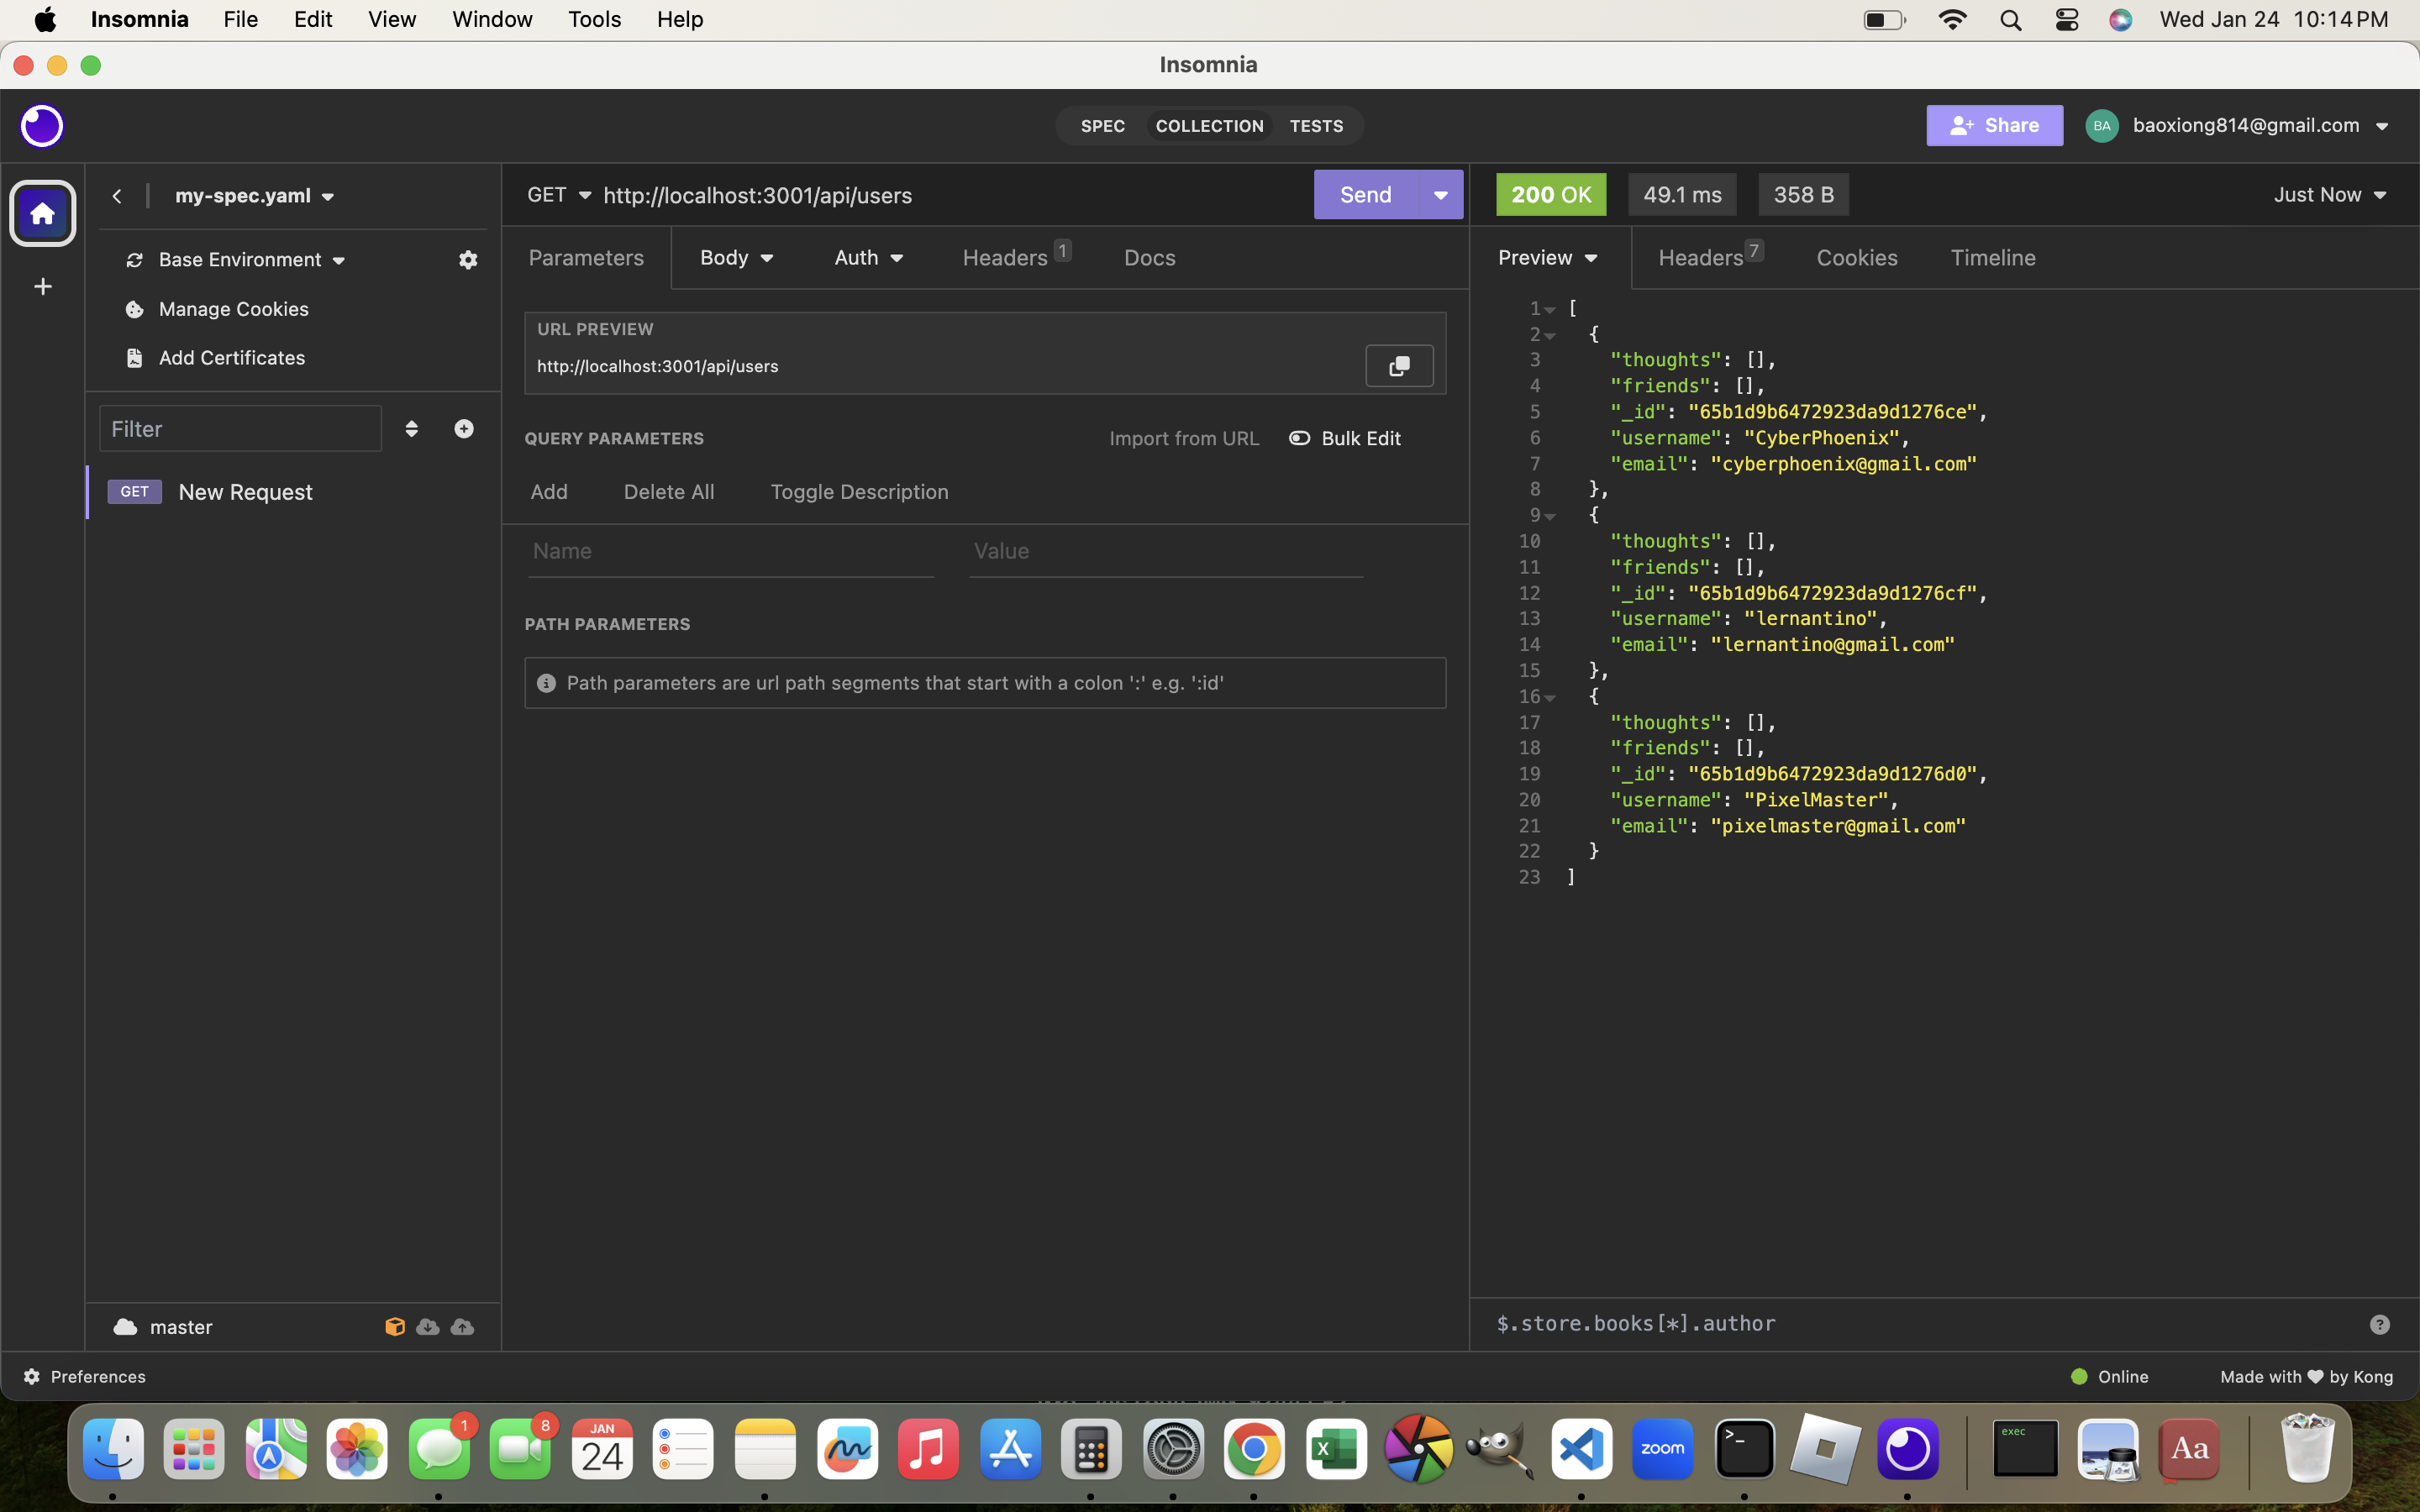 Insomnia File Edit View Window Tools Help Wed Jan 24 10:14 PM
Insomnia
SPEC COLLECTION TESTS Share BA baoxiong814@gmail.com
my-spec.yaml
Base Environment
Manage Cookies
Add Certificates
Filter
GET New Request
master
GET http://localhost:3001/api/users Send
Parameters Body Auth Headers 1 Docs
URL PREVIEW
http://localhost:3001/api/users
QUERY PARAMETERS Import from URL Bulk Edit
Add Delete All Toggle Description
Name Value
PATH PARAMETERS
Path parameters are url path segments that start with a colon ':' e.g. ':id'
200 OK 49.1 ms 358 B Just Now
Preview Headers 7 Cookies Timeline
1 [
2 {
3 "thoughts": [],
4 "friends": [],
5 "_id": "65b1d9b6472923da9d1276ce",
6 "username": "CyberPhoenix",
7 "email": "cyberphoenix@gmail.com"
8 },
9 {
10 "thoughts": [],
11 "friends": [],
12 "_id": "65b1d9b6472923da9d1276cf",
13 "username": "lernantino",
14 "email": "lernantino@gmail.com"
15 },
16 {
17 "thoughts": [],
18 "friends": [],
19 "_id": "65b1d9b6472923da9d1276d0",
20 "username": "PixelMaster",
21 "email": "pixelmaster@gmail.com"
22 }
23 ]
$.store.books[*].author ?
Preferences Online Made with ♥ by Kong
1 8 JAN 24 X zoom >_ exec Aa